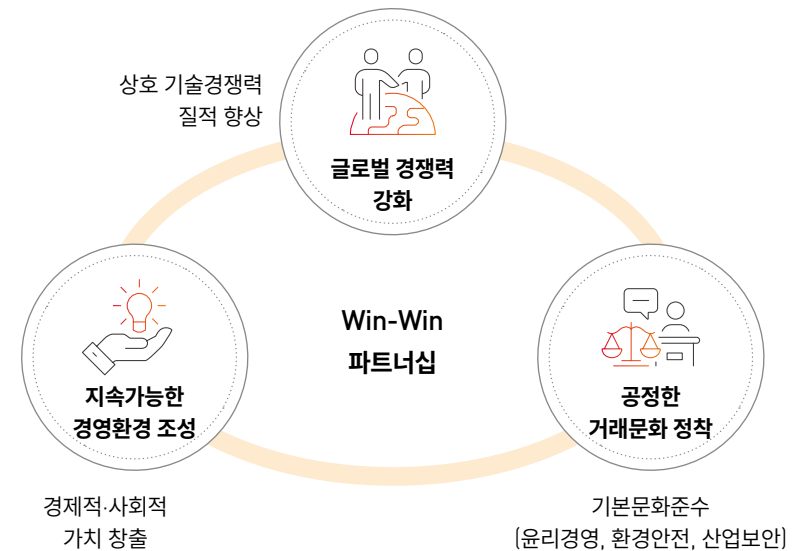 상호 기술경쟁력
질적 향상
글로벌 경쟁력
강화
Win-Win
파트너십
지속가능한
경영환경 조성
공정한
거래문화 정착
경제적·사회적
가치 창출
기본문화준수
(윤리경영, 환경안전, 산업보안)